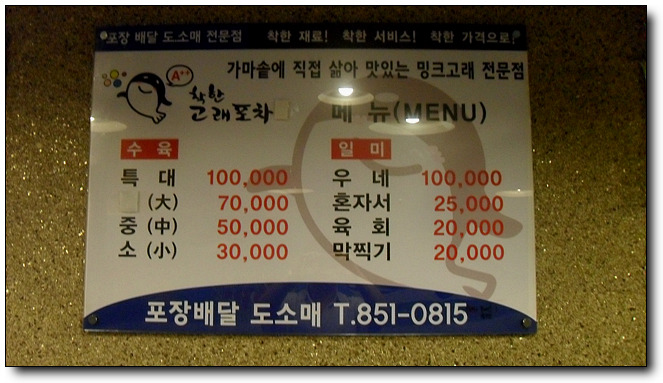 포장 배달 도소매 전문점 착한 재료! 착한 서비스! 착한 가격으로!
가마솥에 직접 삶아 맛있는 밍크고래 전문점
A++
착한
고래포차
메 뉴(MENU)
수 육
특 대 100,000
(大) 70,000
중 (中) 50,000
소 (小) 30,000
일 미
우 네 100,000
혼자서 25,000
육 회 20,000
막찍기 20,000
포장배달 도소매 T.851-0815